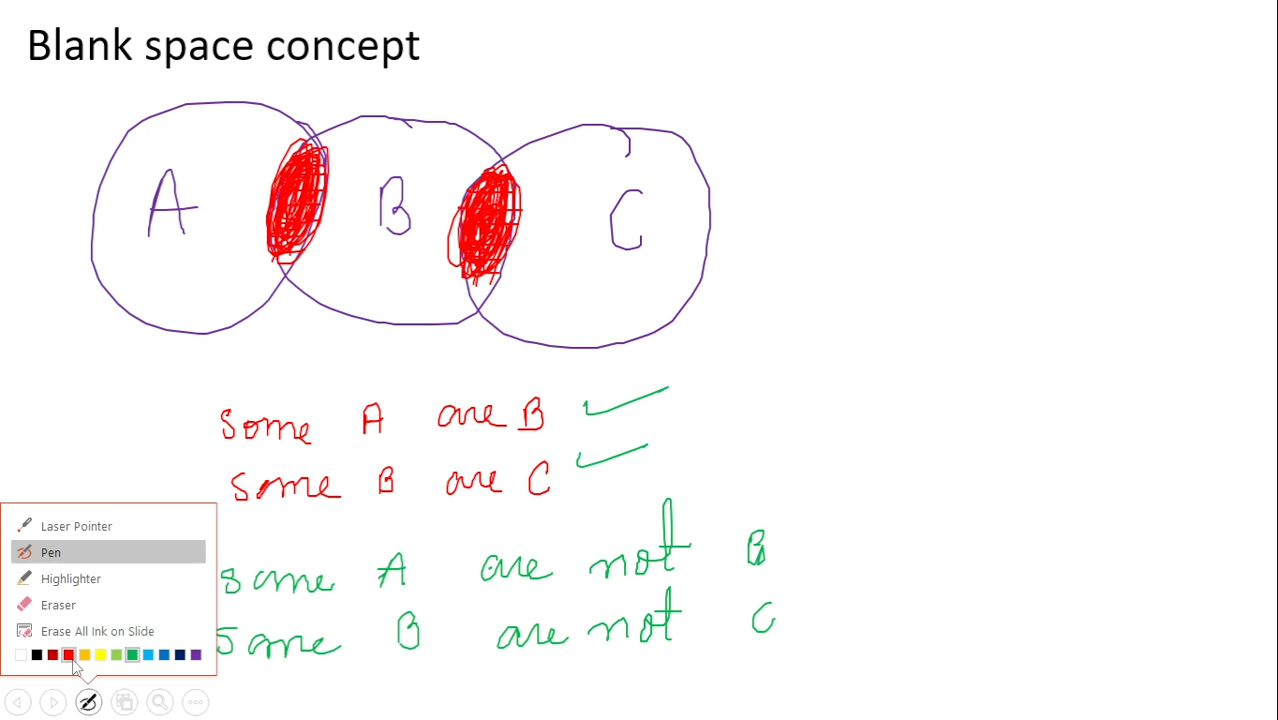 Blank space concept
A B C
Some A are B
Some B are C
Some A are not B
Some B are not C
Laser Pointer
Pen
Highlighter
Eraser
Erase All Ink on Slide